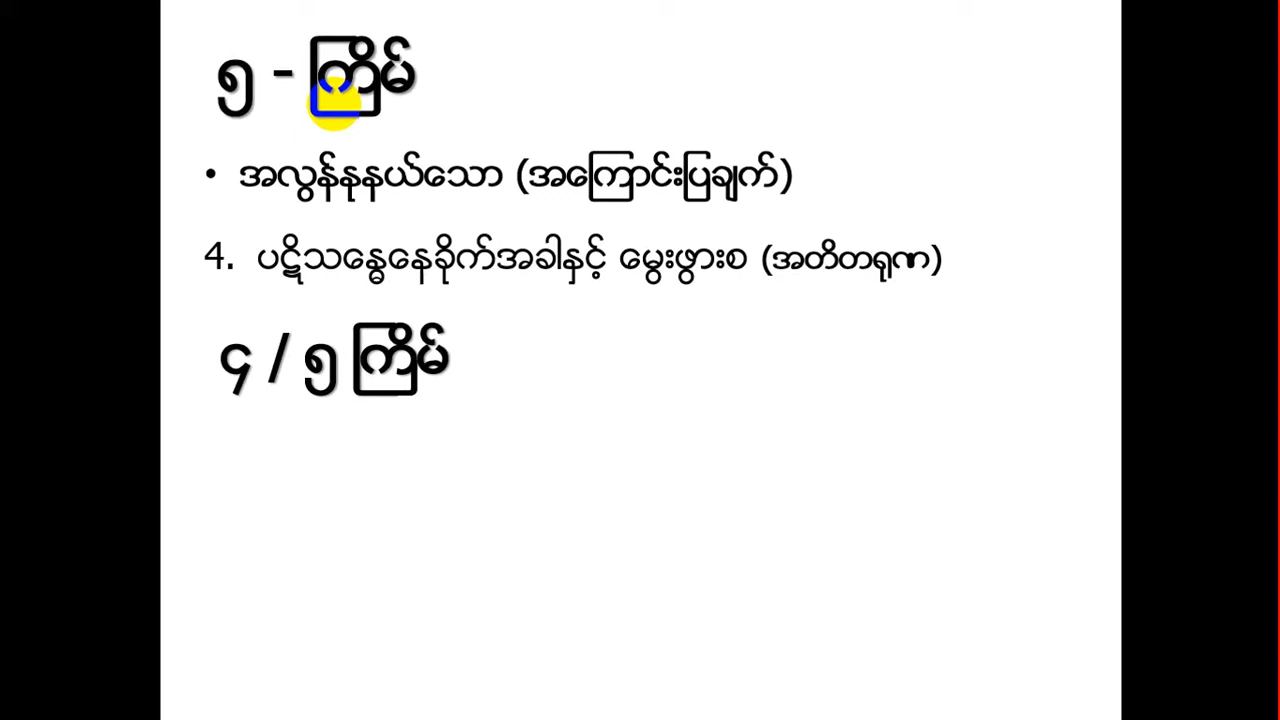 ၅ - ကြိမ်
• အလွန်နုနယ်သော (အကြောင်းပြချက်)
4. ပဋိသန္ဓေနေခိုက်အခါနှင့် မွေးဖွားစ (အတိတရုဏ)
၄ / ၅ ကြိမ်